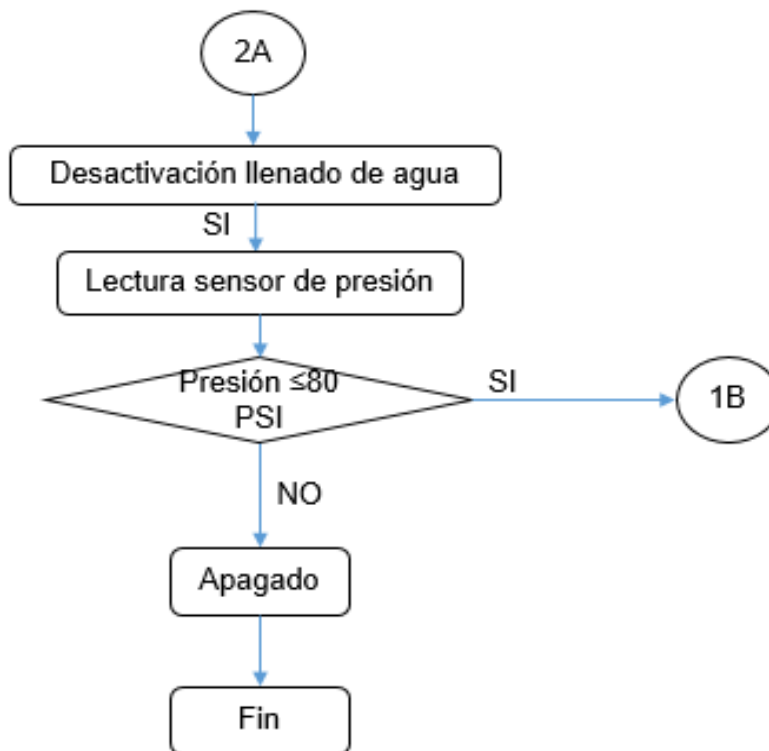 2A
Desactivación llenado de agua
SI
Lectura sensor de presión
Presión ≤80
PSI
SI
1B
NO
Apagado
Fin